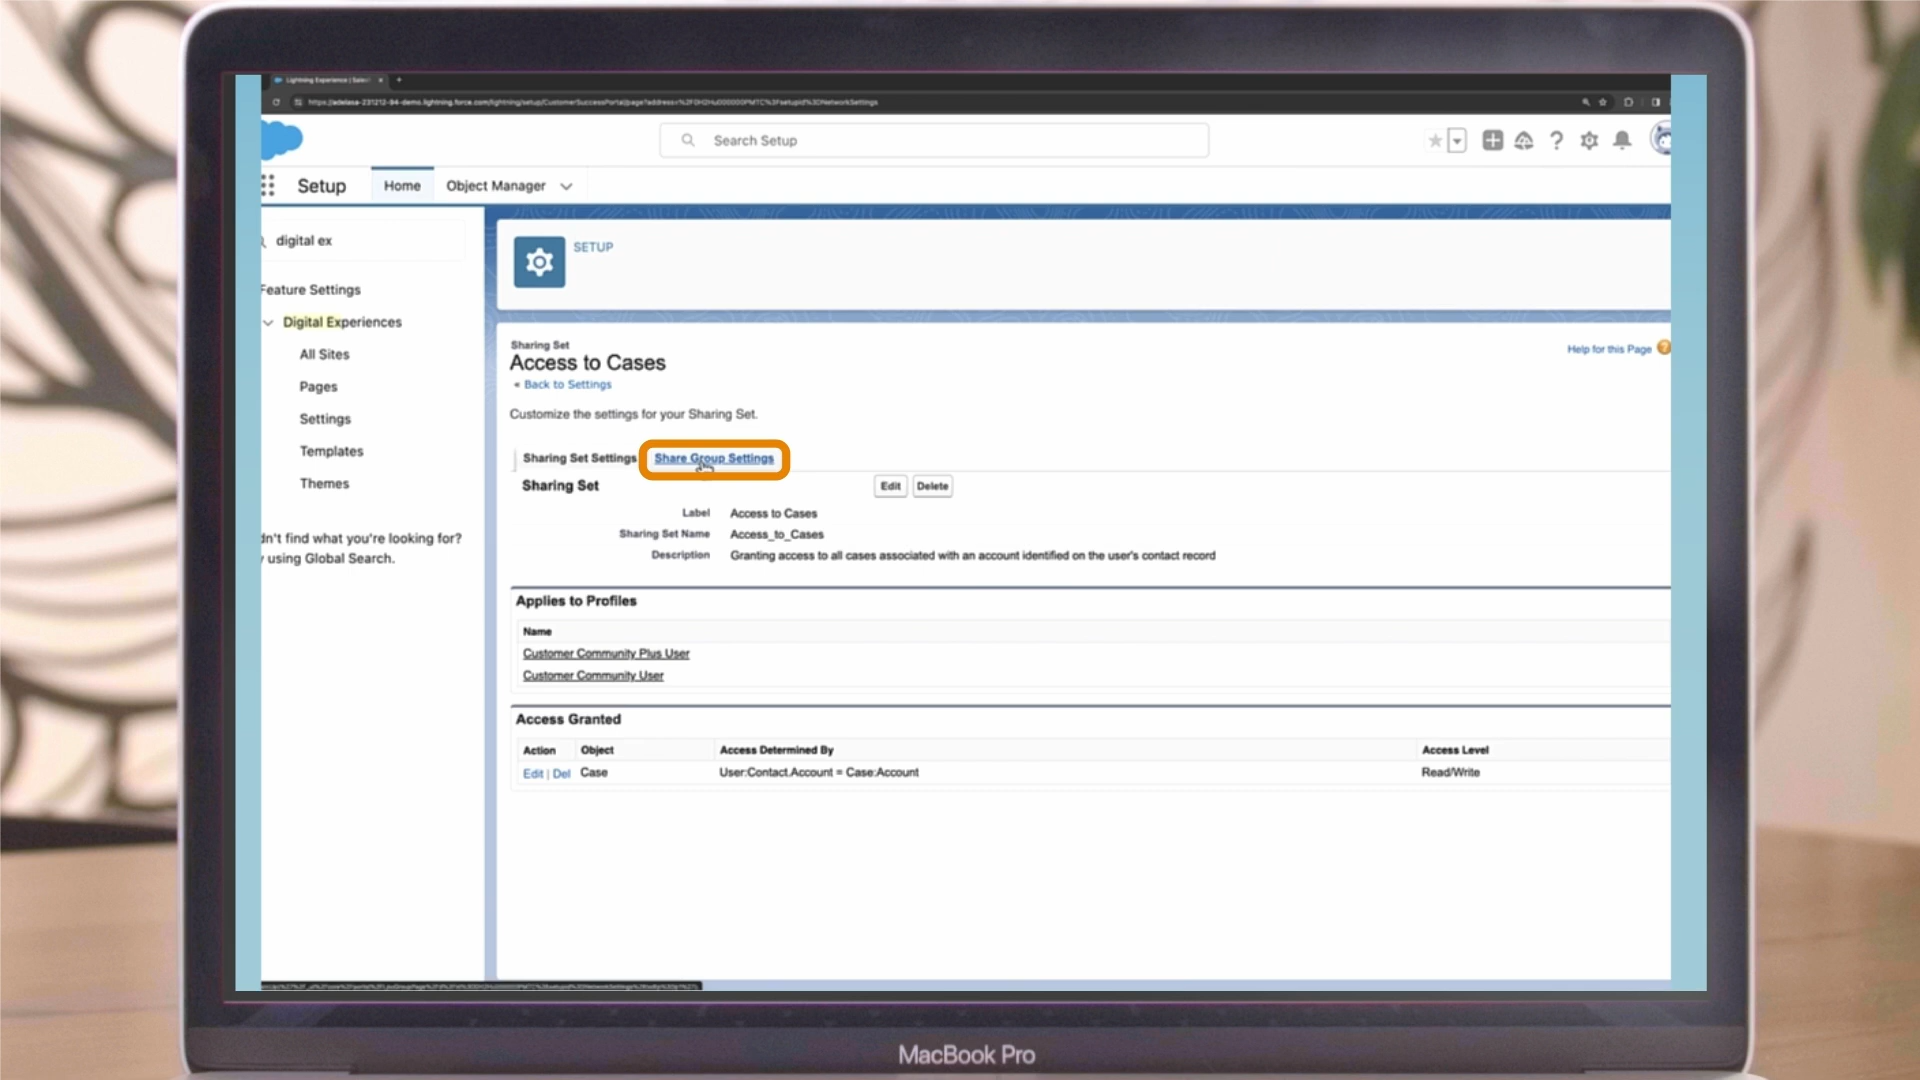 Lightning Experience | Sales
Search Setup
Setup
Home
Object Manager
digital ex
Feature Settings
Digital Experiences
All Sites
Pages
Settings
Templates
Themes
dn't find what you're looking for?
using Global Search.
SETUP
Sharing Set
Access to Cases
Help for this Page
« Back to Settings
Customize the settings for your Sharing Set.
Sharing Set Settings Share Group Settings
Sharing Set Edit Delete
Label Access to Cases
Sharing Set Name Access_to_Cases
Description Granting access to all cases associated with an account identified on the user's contact record
Applies to Profiles
Name
Customer Community Plus User
Customer Community User
Access Granted
Action Object Access Determined By Access Level
Edit | Del Case User:Contact.Account = Case:Account Read/Write
MacBook Pro